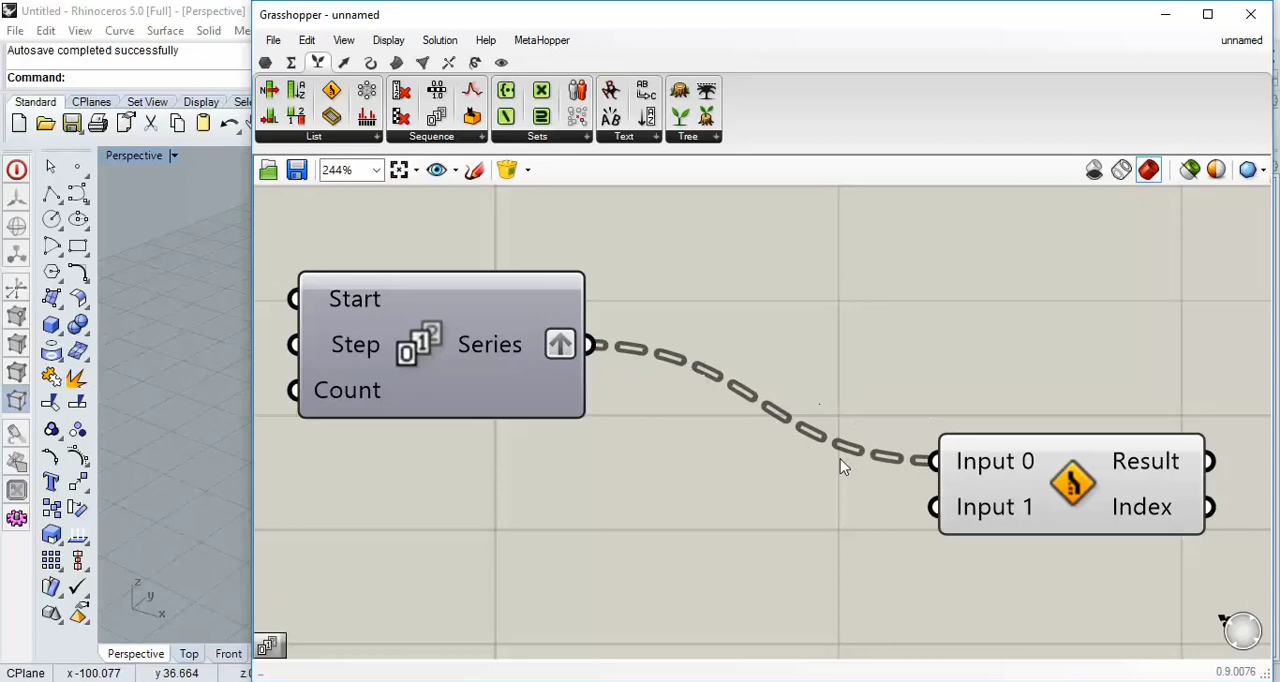 Untitled - Rhinoceros 5.0 [Full] - [Perspective]
File Edit View Curve Surface Solid Me
Autosave completed successfully
Command:
Standard CPlanes Set View Display Sele
Perspective
z
y
x
Perspective Top Front
CPlane x -100.077 y 36.664 z 0
Grasshopper - unnamed
File Edit View Display Solution Help MetaHopper unnamed
List Sequence Sets Text Tree
244%
Start
Step Series
Count
Input 0 Result
Input 1 Index
0.9.0076